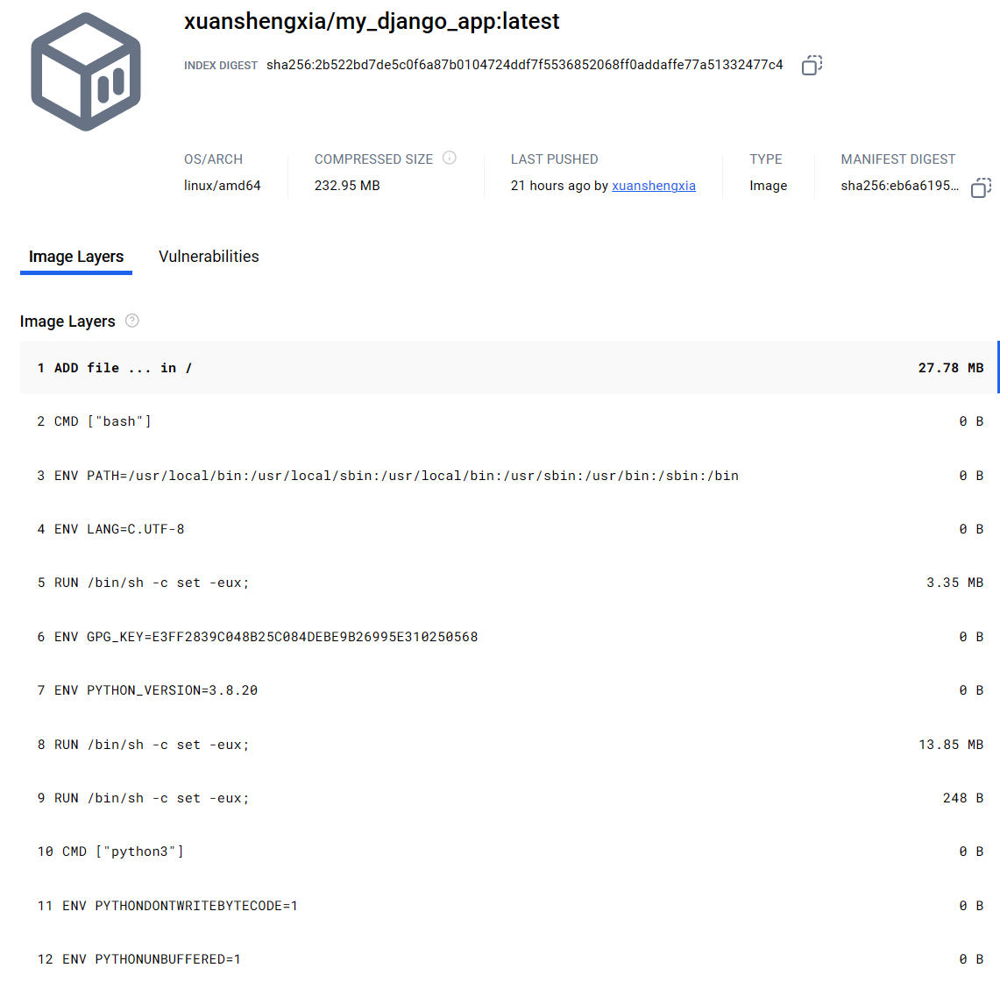 xuanshengxia/my_django_app:latest
INDEX DIGEST sha256:2b522bd7de5c0f6a87b0104724ddf7f5536852068ff0addaffe77a51332477c4
OS/ARCH COMPRESSED SIZE LAST PUSHED TYPE MANIFEST DIGEST
linux/amd64 232.95 MB 21 hours ago by xuanshengxia Image sha256:eb6a6195...
Image Layers Vulnerabilities
Image Layers
1 ADD file ... in / 27.78 MB
2 CMD ["bash"] 0 B
3 ENV PATH=/usr/local/bin:/usr/local/sbin:/usr/local/bin:/usr/sbin:/usr/bin:/sbin:/bin 0 B
4 ENV LANG=C.UTF-8 0 B
5 RUN /bin/sh -c set -eux; 3.35 MB
6 ENV GPG_KEY=E3FF2839C048B25C084DEBE9B26995E310250568 0 B
7 ENV PYTHON_VERSION=3.8.20 0 B
8 RUN /bin/sh -c set -eux; 13.85 MB
9 RUN /bin/sh -c set -eux; 248 B
10 CMD ["python3"] 0 B
11 ENV PYTHONDONTWRITEBYTECODE=1 0 B
12 ENV PYTHONUNBUFFERED=1 0 B